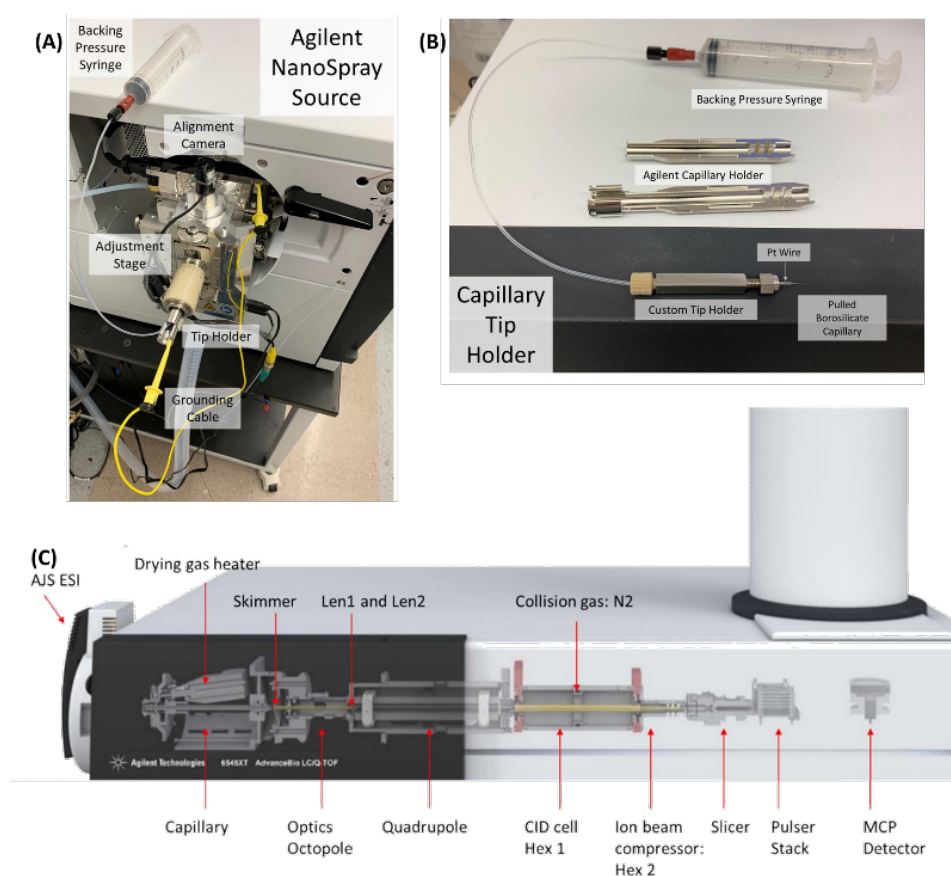 (A)
Backing
Pressure
Syringe
Agilent
NanoSpray
Source
Alignment
Camera
Adjustment
Stage
Tip Holder
Grounding
Cable
(B)
Backing Pressure Syringe
Agilent Capillary Holder
Pt Wire
Custom Tip Holder
Pulled
Borosilicate
Capillary
Capillary
Tip
Holder
(C)
AJS ESI
Drying gas heater
Skimmer
Len1 and Len2
Collision gas: N2
Agilent Technologies 6545XT AdvanceBio LC/Q-TOF
Capillary
Optics
Octopole
Quadrupole
CID cell
Hex 1
Ion beam
compressor:
Hex 2
Slicer
Pulser
Stack
MCP
Detector